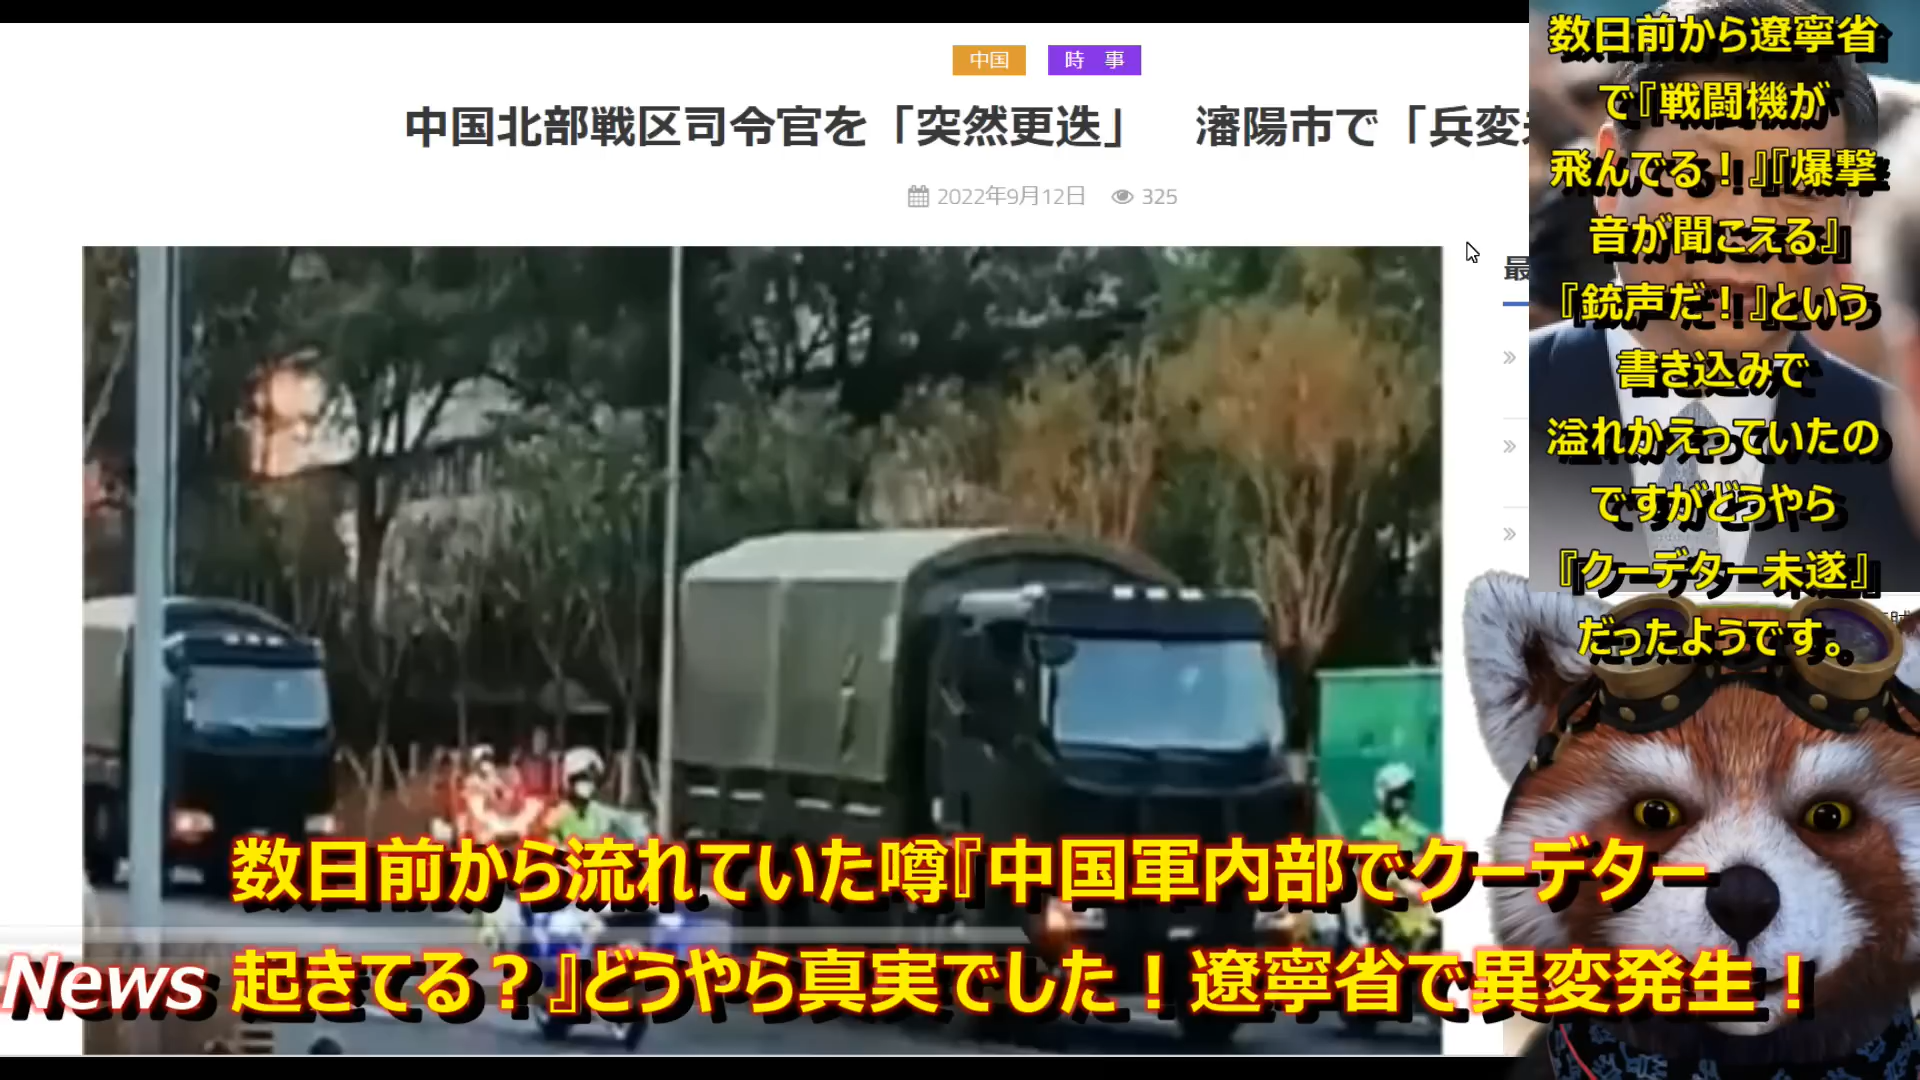 中国 時 事
中国北部戦区司令官を「突然更迭」 瀋陽市で「兵変
2022年9月12日 325
最
数日前から遼寧省
で『戦闘機が
飛んでる！』『爆撃
音が聞こえる』
『銃声だ！』という
書き込みで
溢れかえっていたの
ですがどうやら
『クーデター未遂』
だったようです。
数日前から流れていた噂『中国軍内部でクーデター
News 起きてる？』どうやら真実でした！遼寧省で異変発生！